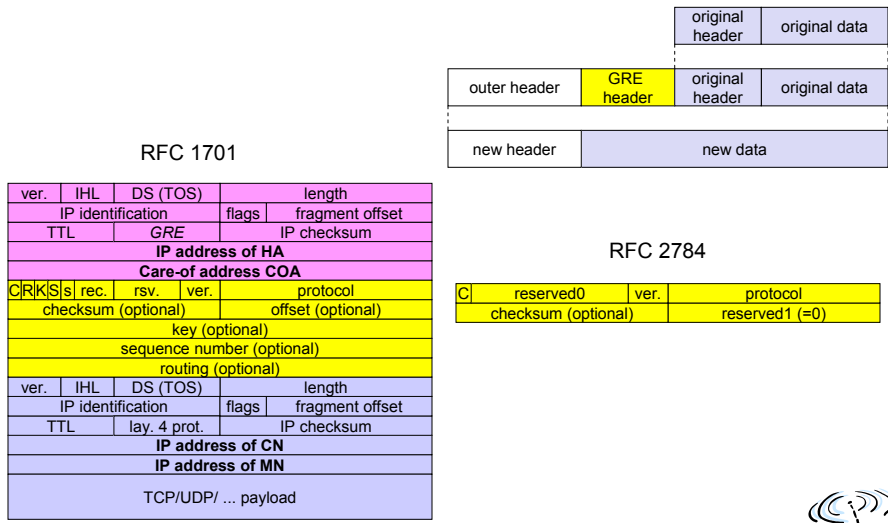 original header original data
outer header GRE header original header original data
new header new data
RFC 1701
ver. IHL DS (TOS) length
IP identification flags fragment offset
TTL GRE IP checksum
IP address of HA
Care-of address COA
C R K S s rec. rsv. ver. protocol
checksum (optional) offset (optional)
key (optional)
sequence number (optional)
routing (optional)
ver. IHL DS (TOS) length
IP identification flags fragment offset
TTL lay. 4 prot. IP checksum
IP address of CN
IP address of MN
TCP/UDP/ ... payload
RFC 2784
C reserved0 ver. protocol
checksum (optional) reserved1 (=0)